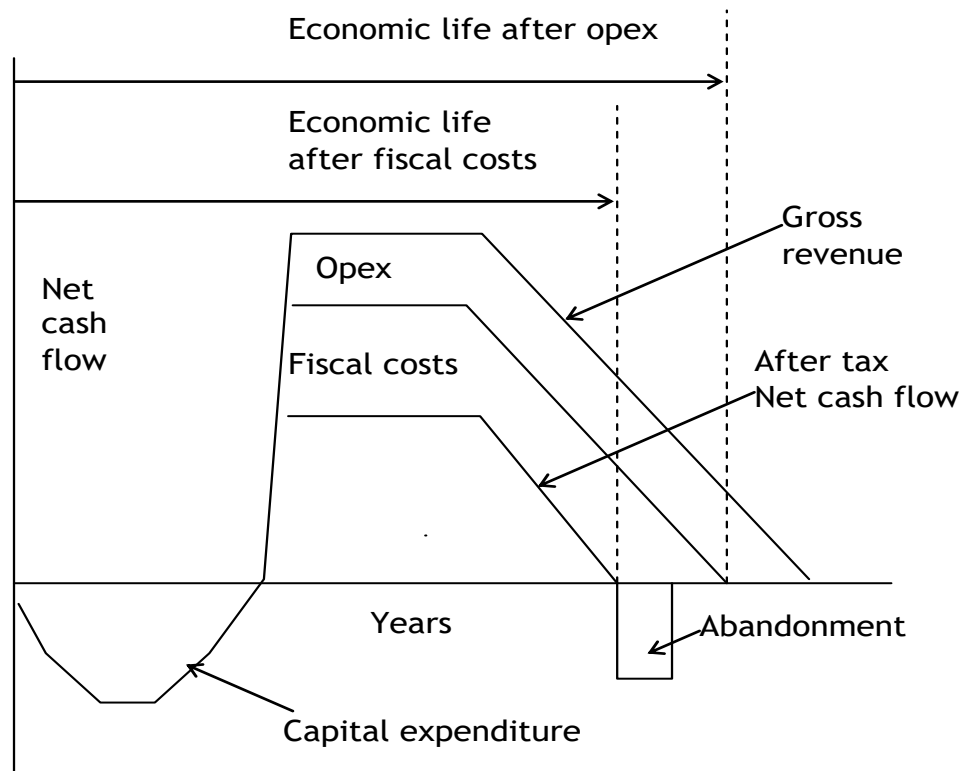 Economic life after opex
Economic life
after fiscal costs
Gross
revenue
Opex
Net
cash
flow
Fiscal costs
After tax
Net cash flow
Years
Abandonment
Capital expenditure